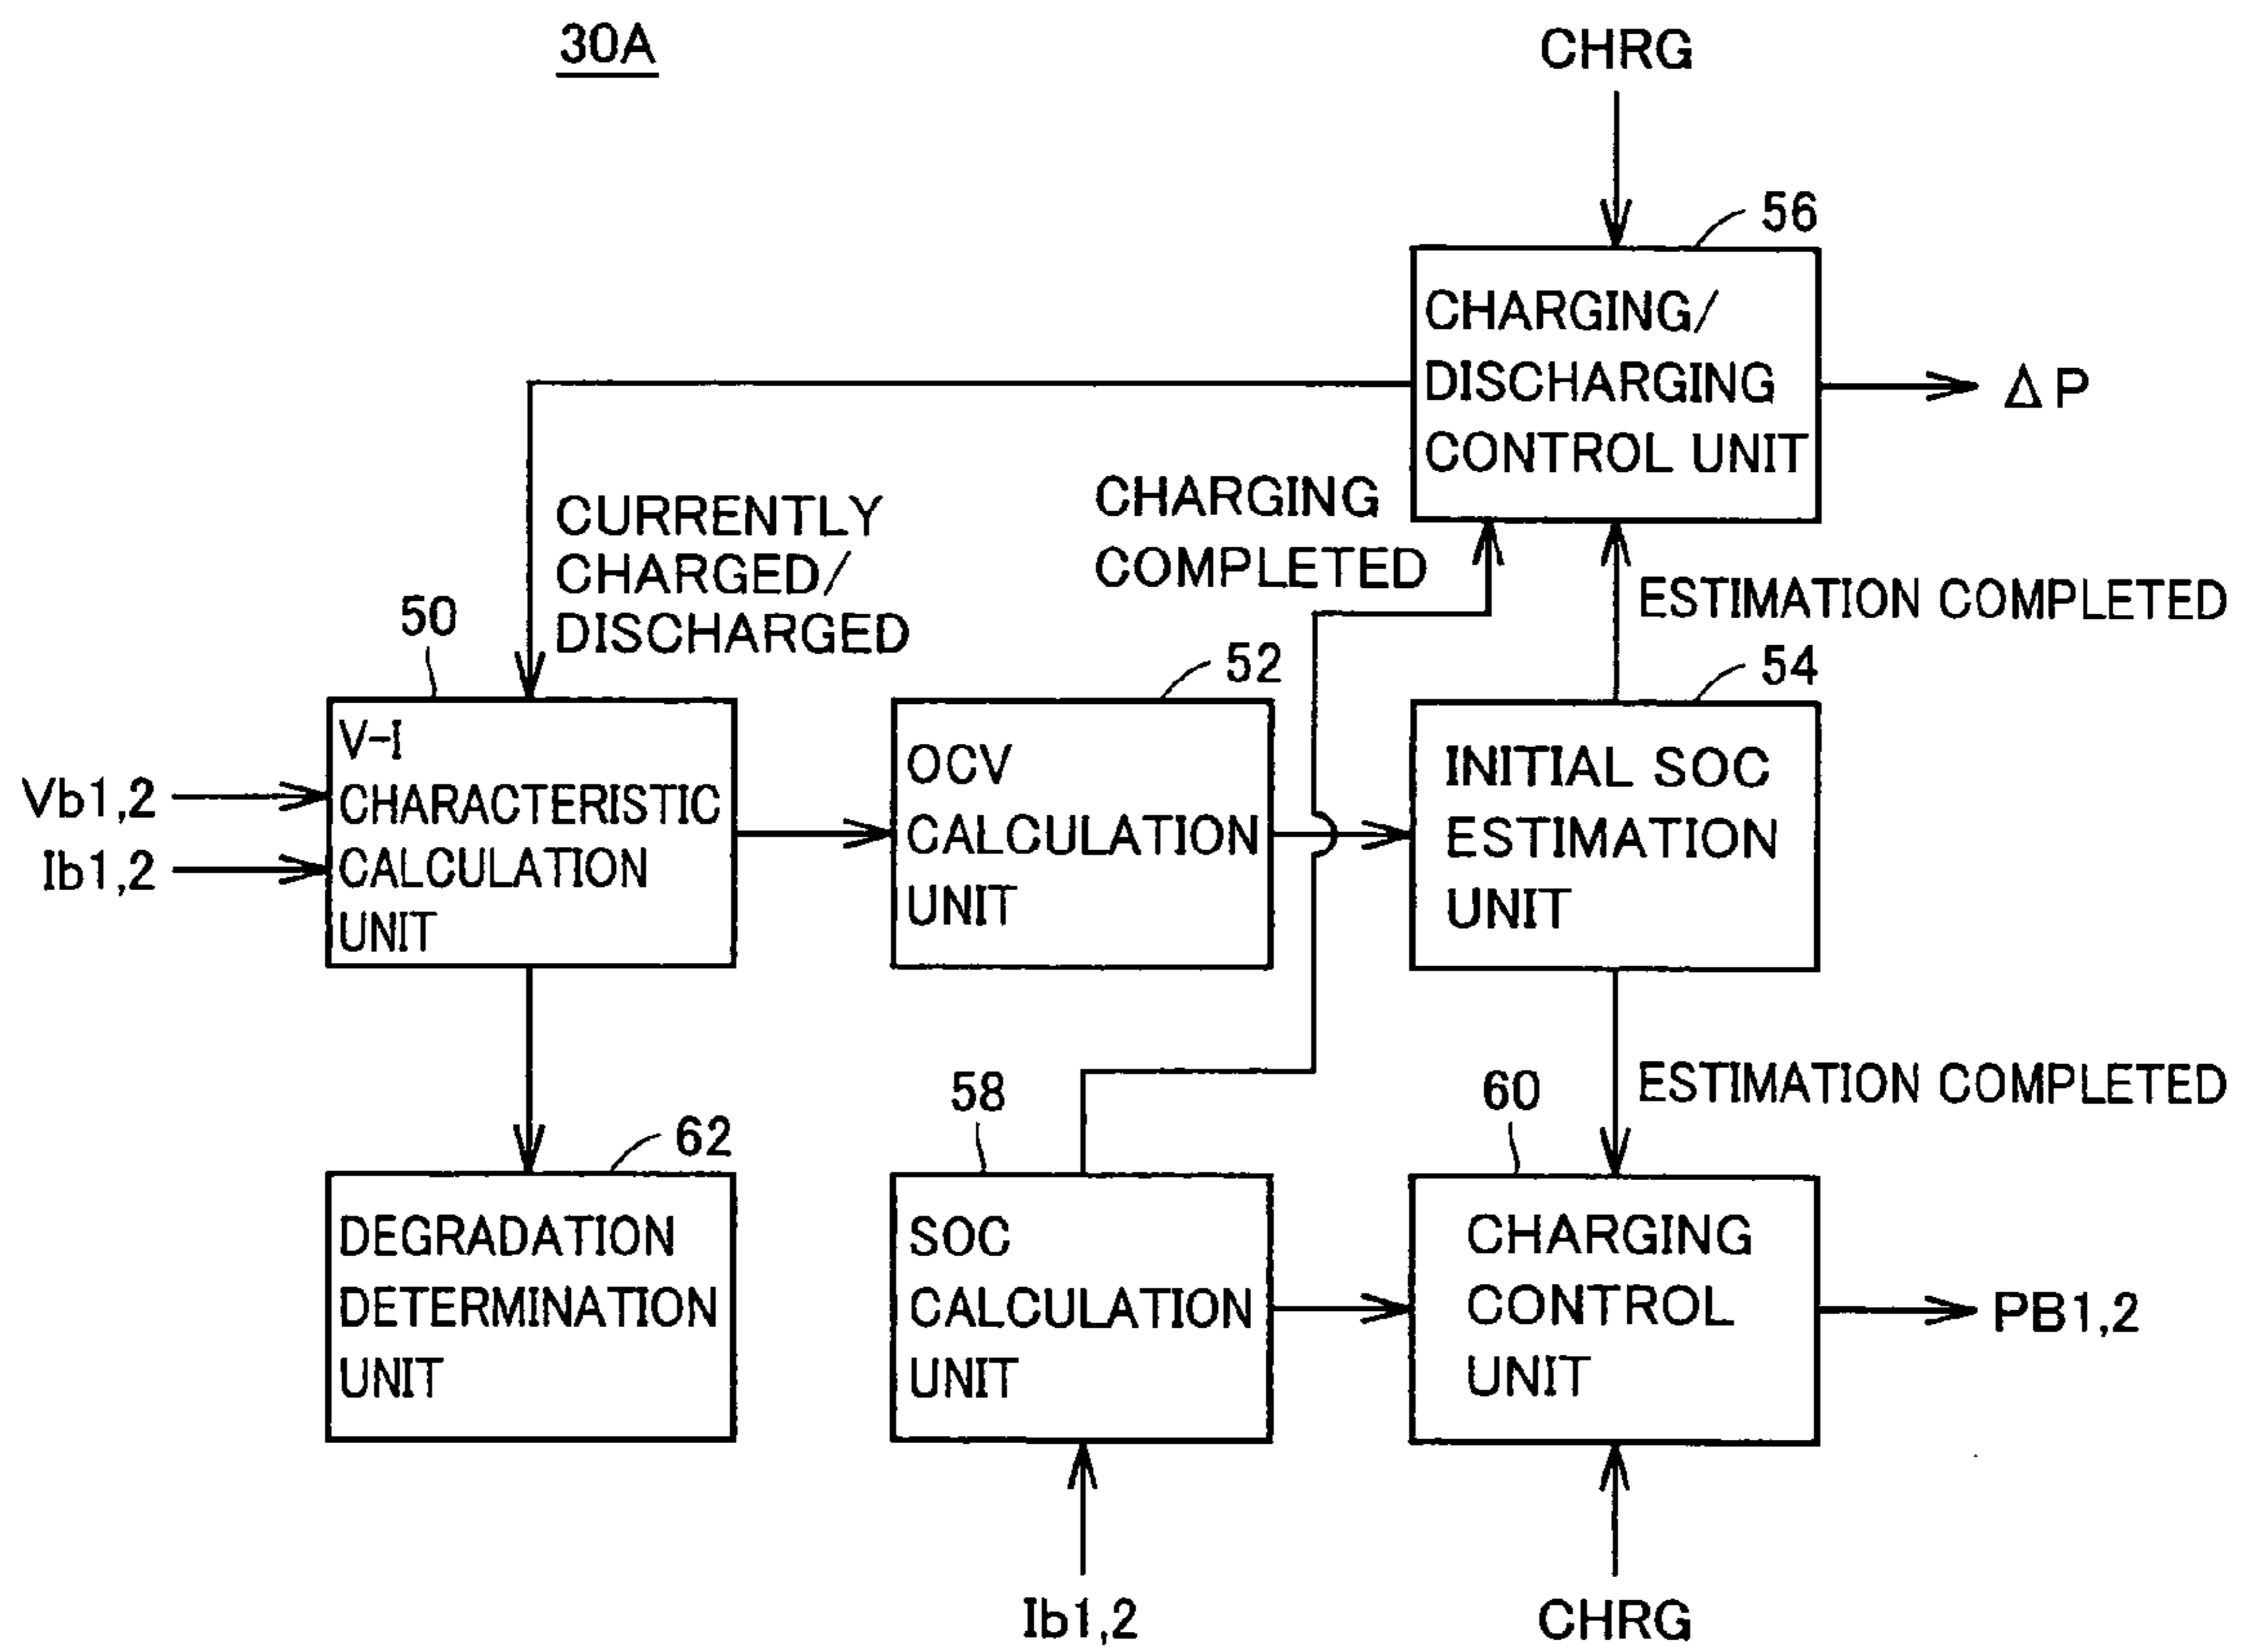 30A
CHRG
56
CHARGING/
DISCHARGING
CONTROL UNIT
ΔP
CURRENTLY
CHARGED/
DISCHARGED
CHARGING
COMPLETED
ESTIMATION COMPLETED
50
52
54
Vb1,2
Ib1,2
V-I
CHARACTERISTIC
CALCULATION
UNIT
OCV
CALCULATION
UNIT
INITIAL SOC
ESTIMATION
UNIT
ESTIMATION COMPLETED
62
58
60
DEGRADATION
DETERMINATION
UNIT
SOC
CALCULATION
UNIT
CHARGING
CONTROL
UNIT
PB1,2
Ib1,2
CHRG